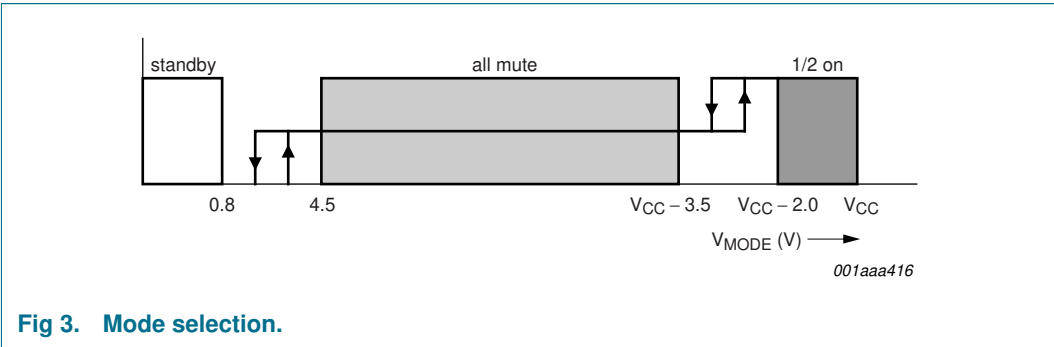 standby all mute 1/2 on
0.8 4.5 VCC – 3.5 VCC – 2.0 VCC
VMODE (V)
001aaa416
Fig 3. Mode selection.